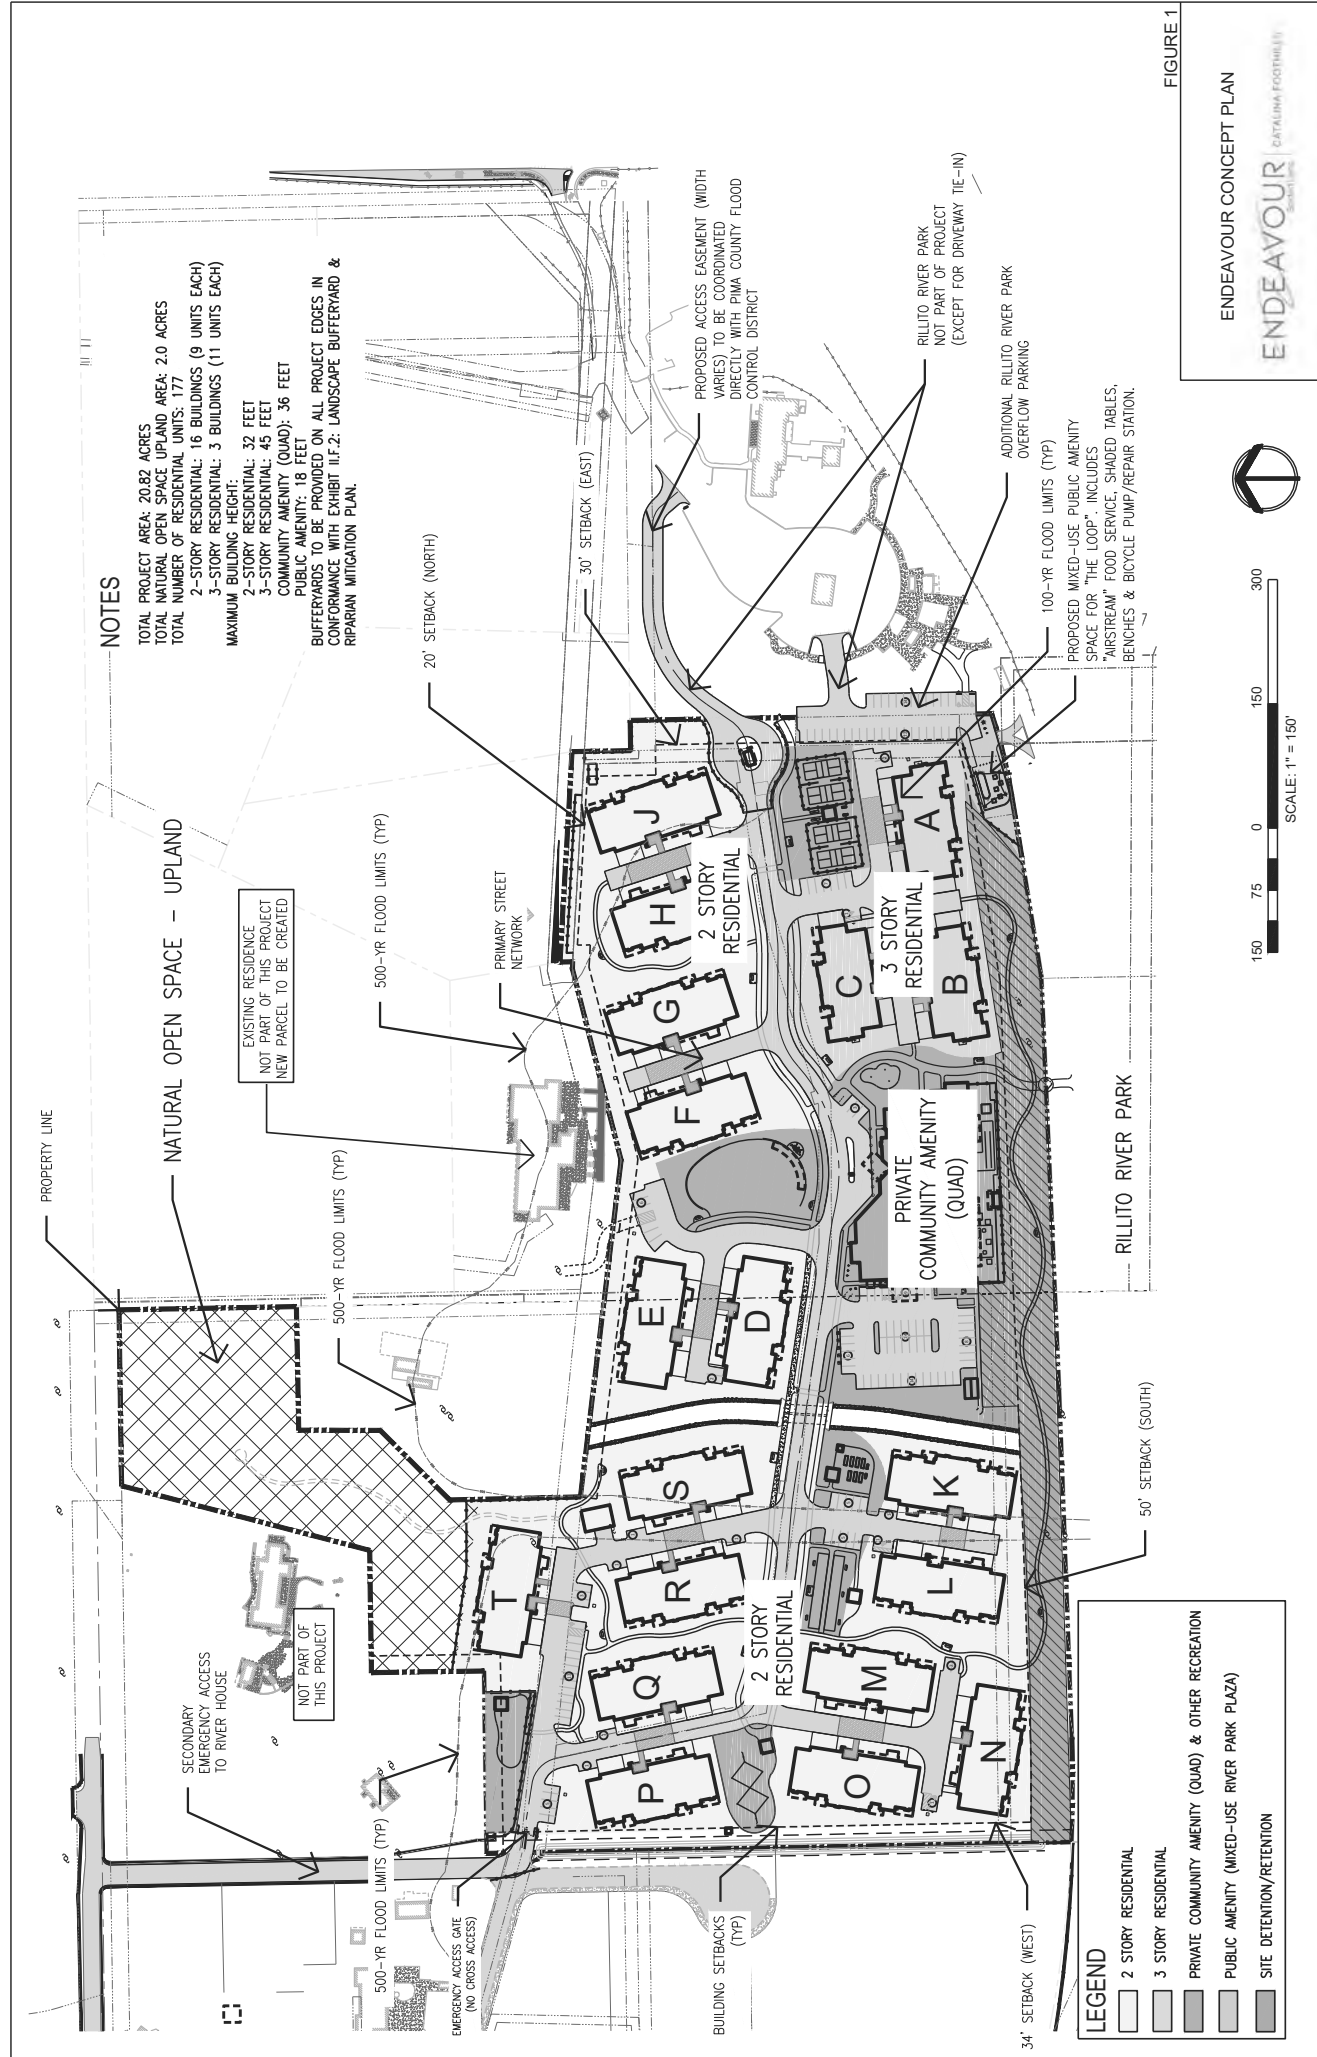 NOTES
TOTAL PROJECT AREA: 20.82 ACRES
TOTAL NATURAL OPEN SPACE UPLAND AREA: 2.0 ACRES
TOTAL NUMBER OF RESIDENTIAL UNITS: 177
2-STORY RESIDENTIAL: 16 BUILDINGS (9 UNITS EACH)
3-STORY RESIDENTIAL: 3 BUILDINGS (11 UNITS EACH)
MAXIMUM BUILDING HEIGHT:
2-STORY RESIDENTIAL: 32 FEET
3-STORY RESIDENTIAL: 45 FEET
COMMUNITY AMENITY (QUAD): 36 FEET
PUBLIC AMENITY: 18 FEET
BUFFERYARDS TO BE PROVIDED ON ALL PROJECT EDGES IN
CONFORMANCE WITH EXHIBIT II.F.2: LANDSCAPE BUFFERYARD &
RIPARIAN MITIGATION PLAN.
PROPERTY LINE
NATURAL OPEN SPACE - UPLAND
SECONDARY
EMERGENCY ACCESS
TO RIVER HOUSE
EXISTING RESIDENCE
NOT PART OF THIS PROJECT
NEW PARCEL TO BE CREATED
NOT PART OF
THIS PROJECT
500-YR FLOOD LIMITS (TYP)
500-YR FLOOD LIMITS (TYP)
500-YR FLOOD LIMITS (TYP)
20' SETBACK (NORTH)
EMERGENCY ACCESS GATE
(NO CROSS ACCESS)
PRIMARY STREET
NETWORK
30' SETBACK (EAST)
PROPOSED ACCESS EASEMENT (WIDTH
VARIES) TO BE COORDINATED
DIRECTLY WITH PIMA COUNTY FLOOD
CONTROL DISTRICT
T
P
Q
R
S
E
D
F
G
H
J
2 STORY
RESIDENTIAL
2 STORY
RESIDENTIAL
BUILDING SETBACKS
(TYP)
O
M
N
L
K
C
B
A
3 STORY
RESIDENTIAL
PRIVATE
COMMUNITY AMENITY
(QUAD)
RILLITO RIVER PARK
NOT PART OF PROJECT
(EXCEPT FOR DRIVEWAY TIE-IN)
ADDITIONAL RILLITO RIVER PARK
OVERFLOW PARKING
100-YR FLOOD LIMITS (TYP)
PROPOSED MIXED-USE PUBLIC AMENITY
SPACE FOR "THE LOOP". INCLUDES
"AIRSTREAM" FOOD SERVICE, SHADED TABLES,
BENCHES & BICYCLE PUMP/REPAIR STATION.
34' SETBACK (WEST)
50' SETBACK (SOUTH)
RILLITO RIVER PARK
LEGEND
2 STORY RESIDENTIAL
3 STORY RESIDENTIAL
PRIVATE COMMUNITY AMENITY (QUAD) & OTHER RECREATION
PUBLIC AMENITY (MIXED-USE RIVER PARK PLAZA)
SITE DETENTION/RETENTION
150 75 0 150 300
SCALE: 1" = 150'
FIGURE 1
ENDEAVOUR CONCEPT PLAN
ENDEAVOUR
CATALINA FOOTHILLS